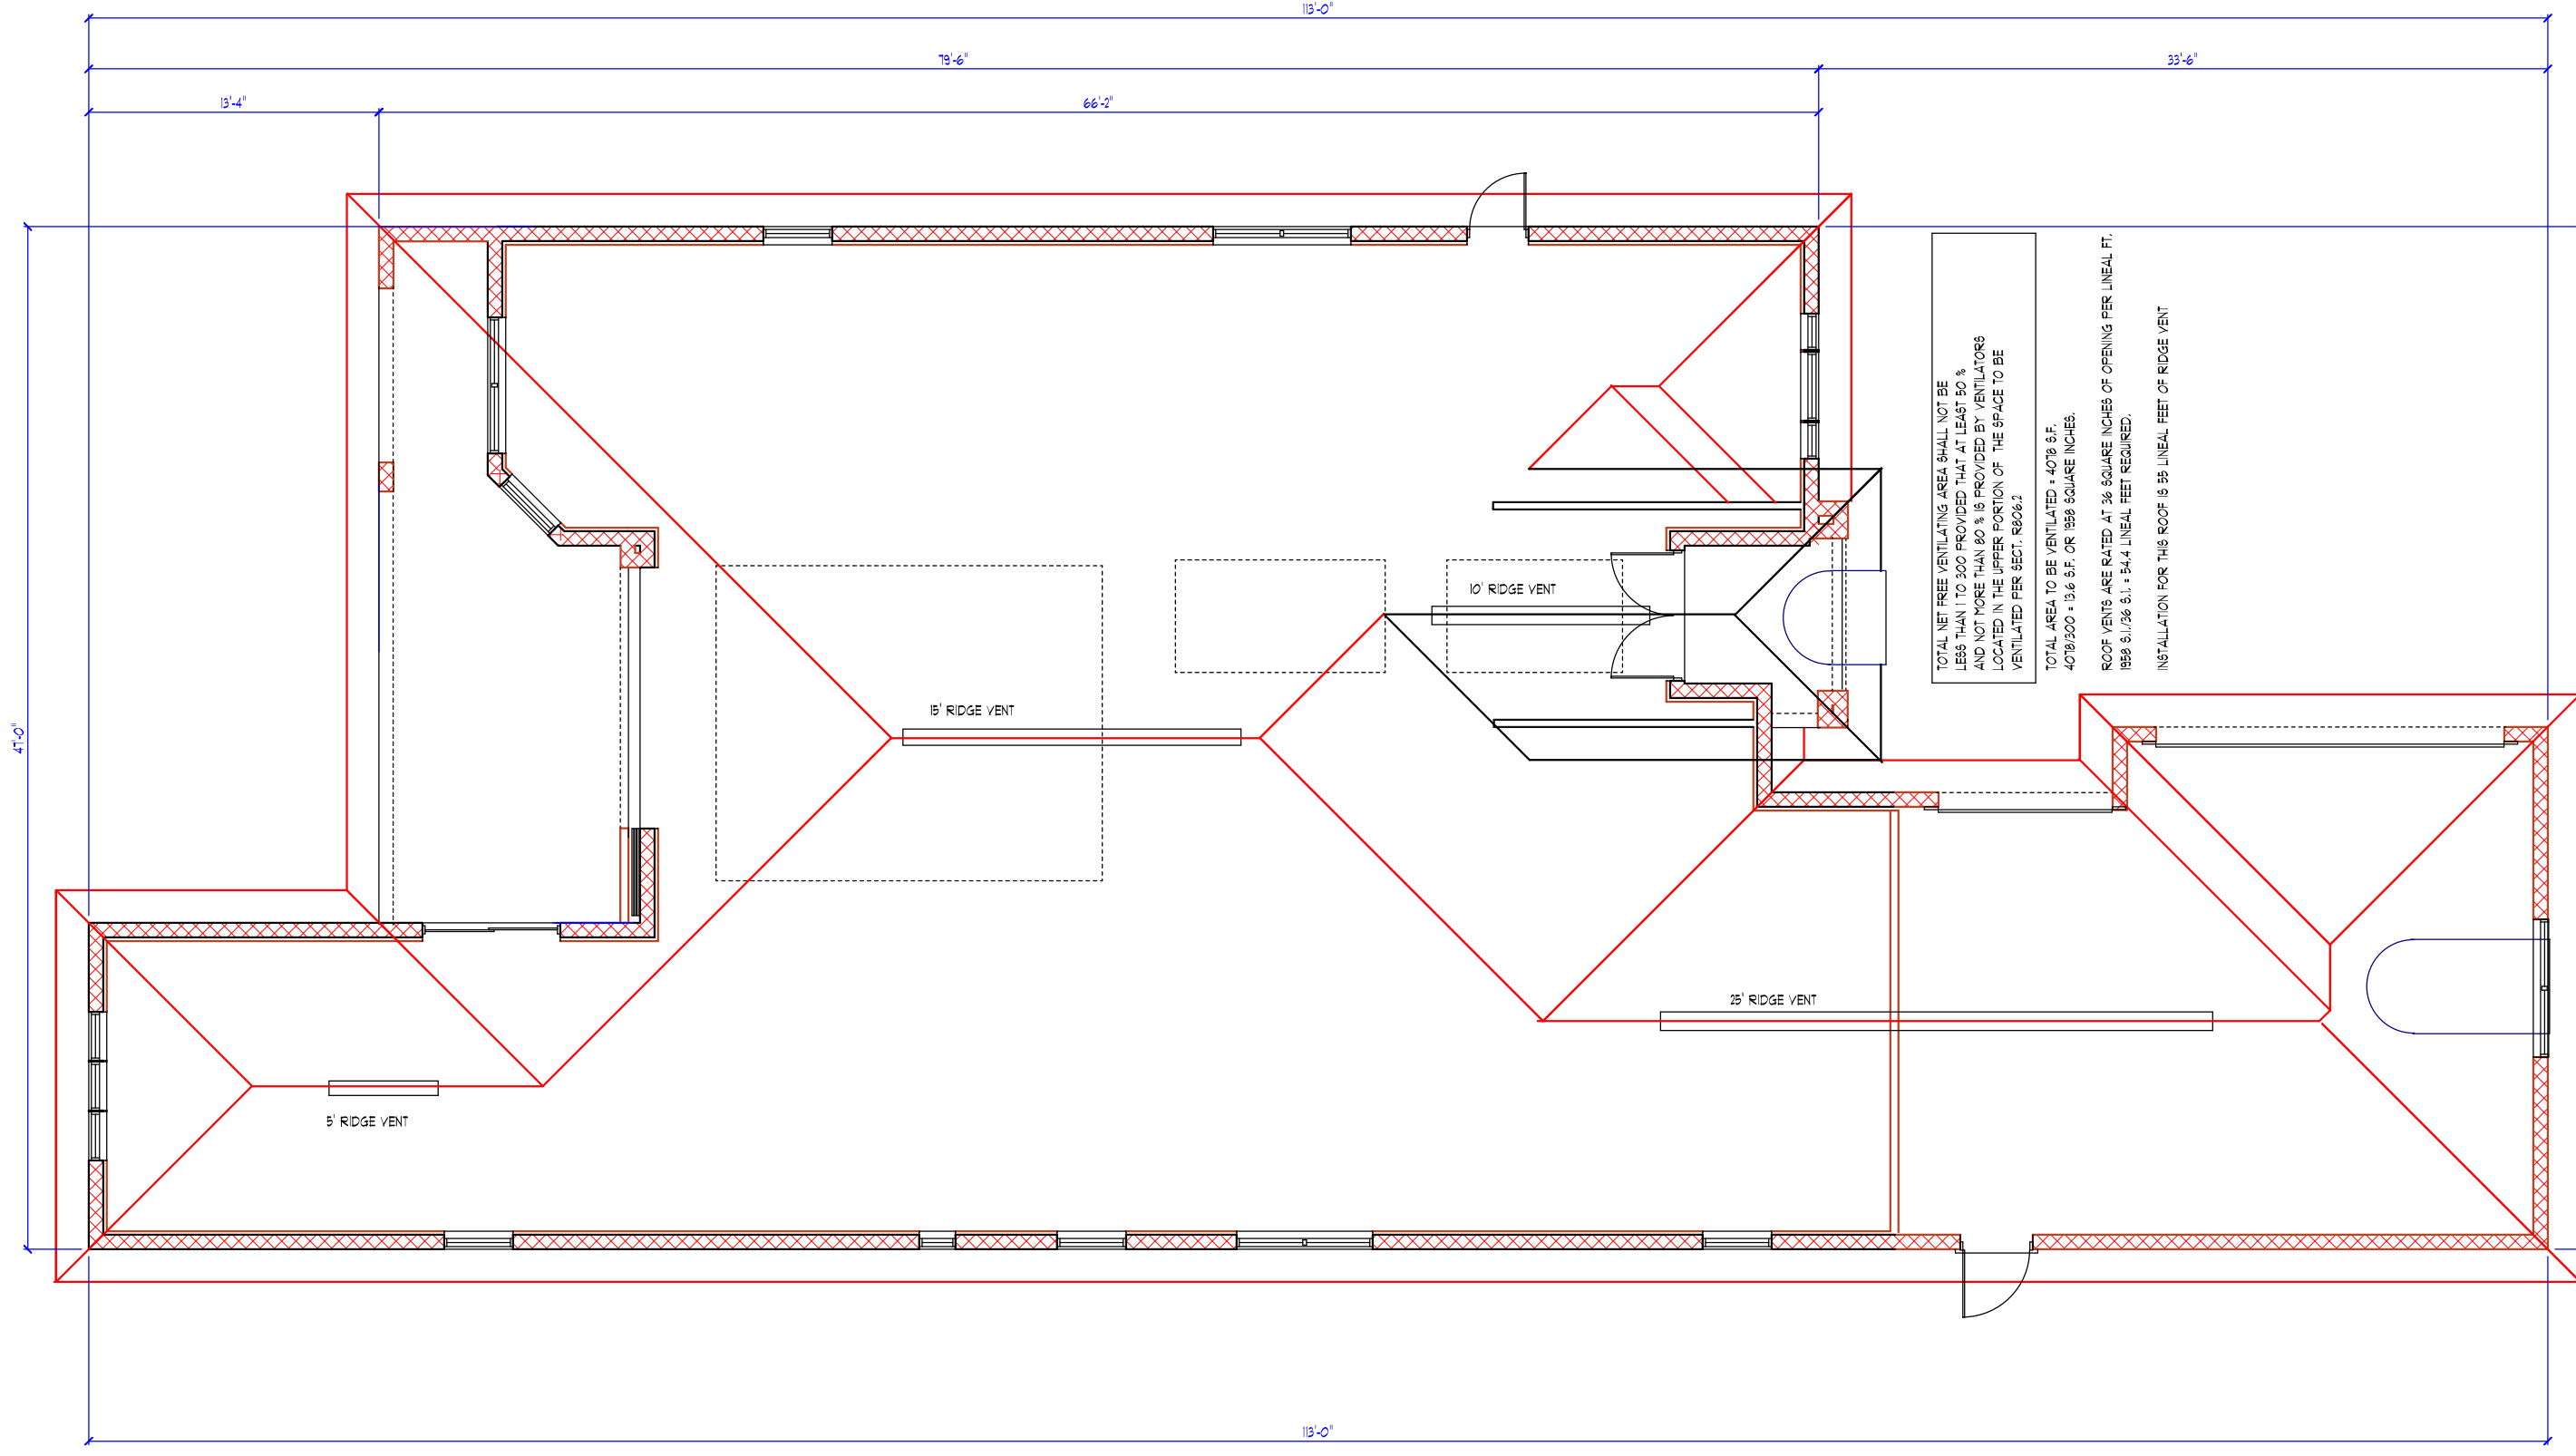 113'-0"
79'-6"
33'-6"
13'-4"
66'-2"
47'-0"
TOTAL NET FREE VENTILATING AREA SHALL NOT BE
LESS THAN 1 TO 300 PROVIDED THAT AT LEAST 50 %
AND NOT MORE THAN 80 % IS PROVIDED BY VENTILATORS
LOCATED IN THE UPPER PORTION OF THE SPACE TO BE
VENTILATED PER SECT. R806.2
TOTAL AREA TO BE VENTILATED = 4078 S.F.
4078/300 = 13.6 S.F. OR 1958 SQUARE INCHES.
ROOF VENTS ARE RATED AT 36 SQUARE INCHES OF OPENING PER LINEAL FT.
1958 S.I./36 S.I. = 54.4 LINEAL FEET REQUIRED.
INSTALLATION FOR THIS ROOF IS 55 LINEAL FEET OF RIDGE VENT
10' RIDGE VENT
15' RIDGE VENT
25' RIDGE VENT
5' RIDGE VENT
113'-0"